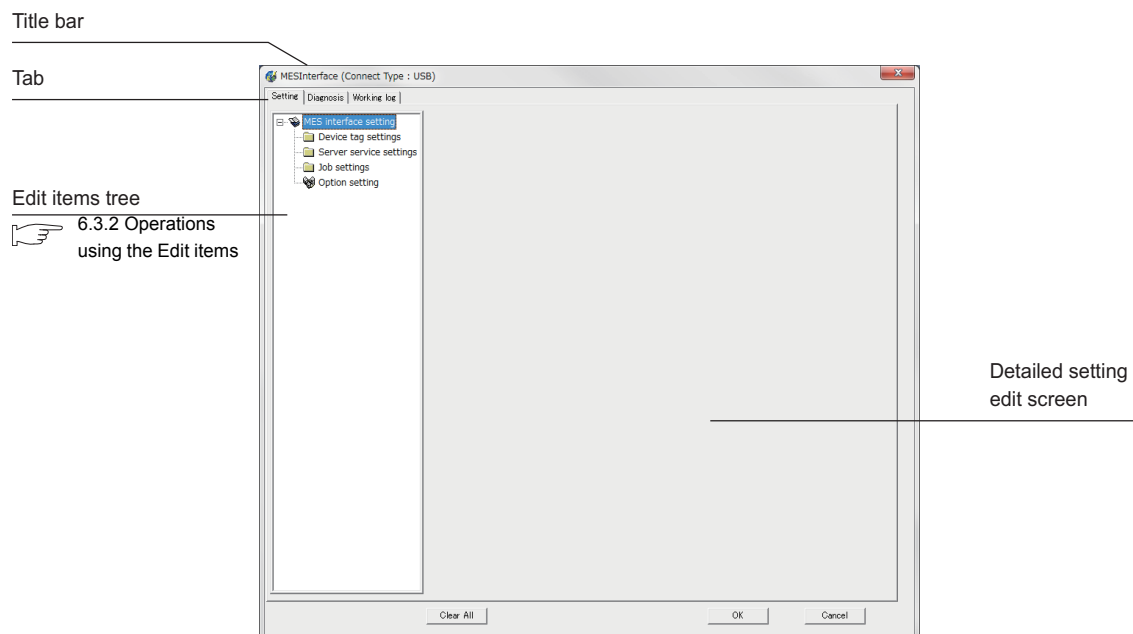 Title bar
MESInterface (Connect Type : USB)
Tab
Setting Diagnosis Working log
MES interface setting
Device tag settings
Server service settings
Job settings
Option setting
Edit items tree
6.3.2 Operations
using the Edit items
Detailed setting
edit screen
Clear All OK Cancel